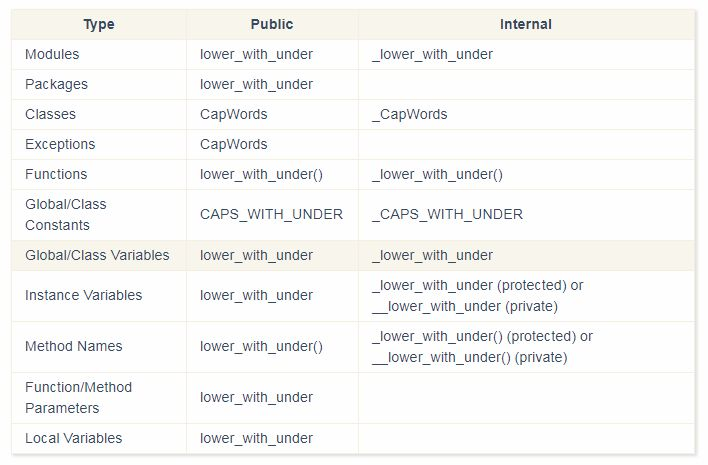 Type Public Internal
Modules lower_with_under _lower_with_under
Packages lower_with_under
Classes CapWords _CapWords
Exceptions CapWords
Functions lower_with_under() _lower_with_under()
Global/Class
Constants CAPS_WITH_UNDER _CAPS_WITH_UNDER
Global/Class Variables lower_with_under _lower_with_under
Instance Variables lower_with_under _lower_with_under (protected) or
__lower_with_under (private)
Method Names lower_with_under() _lower_with_under() (protected) or
__lower_with_under() (private)
Function/Method
Parameters lower_with_under
Local Variables lower_with_under